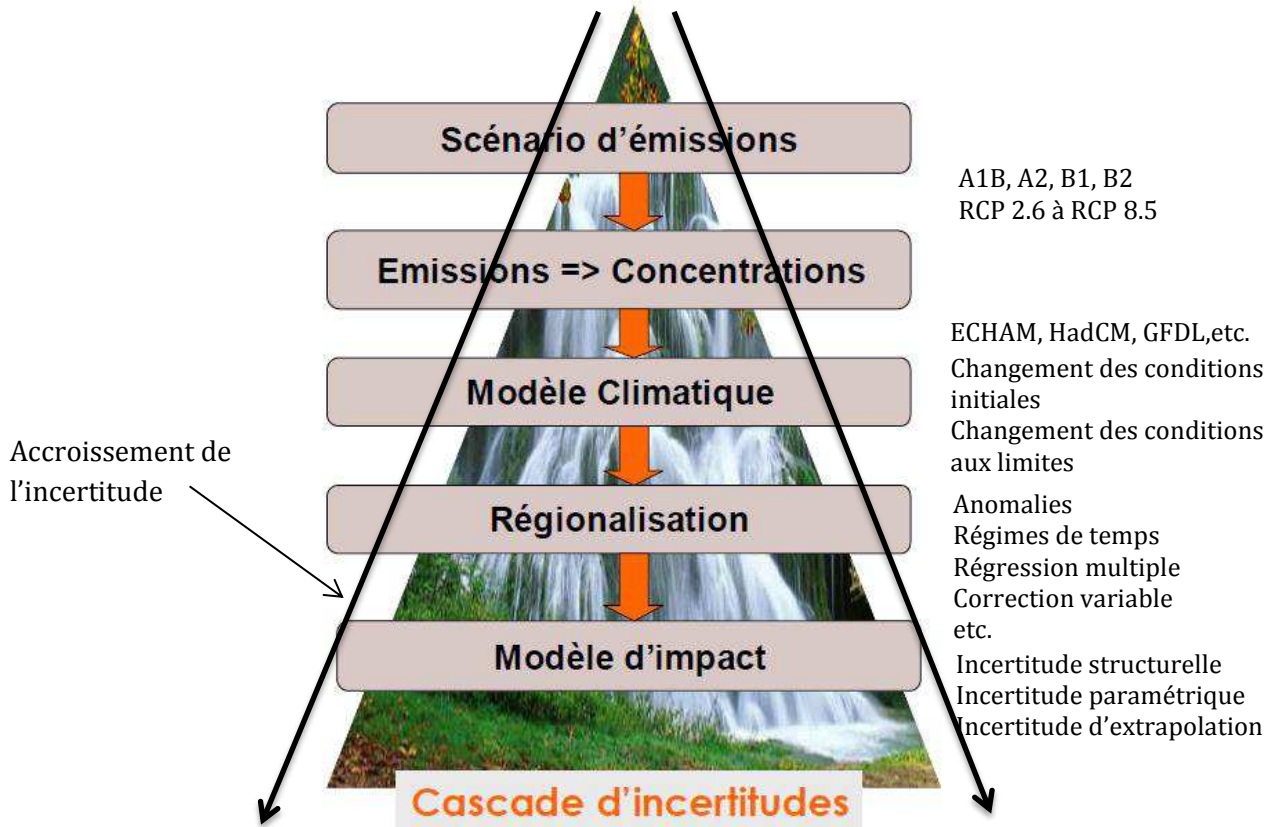 Scénario d'émissions
A1B, A2, B1, B2
RCP 2.6 à RCP 8.5
Emissions => Concentrations
ECHAM, HadCM, GFDL,etc.
Changement des conditions
initiales
Changement des conditions
aux limites
Modèle Climatique
Accroissement de
l’incertitude
Régionalisation
Anomalies
Régimes de temps
Régression multiple
Correction variable
etc.
Modèle d'impact
Incertitude structurelle
Incertitude paramétrique
Incertitude d’extrapolation
Cascade d'incertitudes